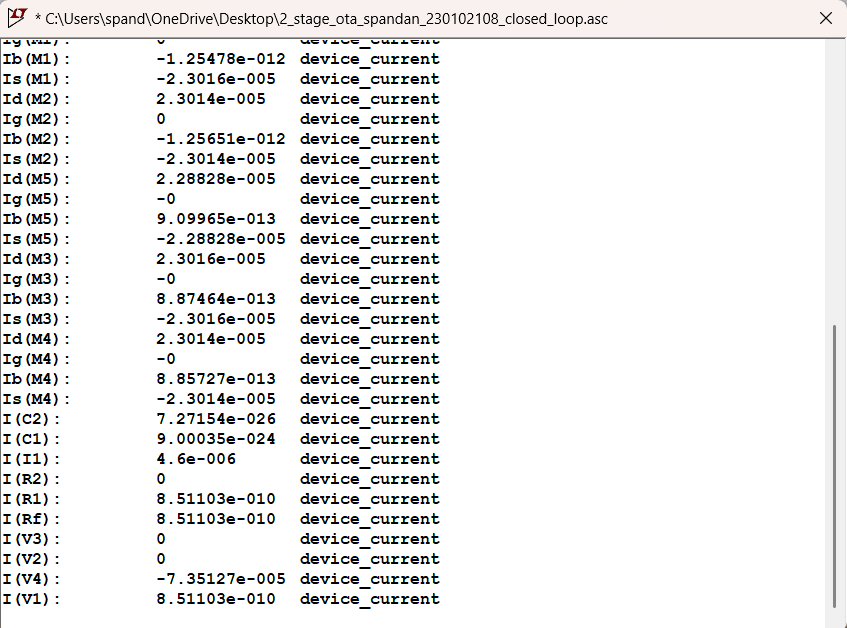 * C:\Users\spand\OneDrive\Desktop\2_stage_ota_spandan_230102108_closed_loop.asc
Ig(M1): 0 device_current
Ib(M1): -1.25478e-012 device_current
Is(M1): -2.3016e-005 device_current
Id(M2): 2.3014e-005 device_current
Ig(M2): 0 device_current
Ib(M2): -1.25651e-012 device_current
Is(M2): -2.3014e-005 device_current
Id(M5): 2.28828e-005 device_current
Ig(M5): -0 device_current
Ib(M5): 9.09965e-013 device_current
Is(M5): -2.28828e-005 device_current
Id(M3): 2.3016e-005 device_current
Ig(M3): -0 device_current
Ib(M3): 8.87464e-013 device_current
Is(M3): -2.3016e-005 device_current
Id(M4): 2.3014e-005 device_current
Ig(M4): -0 device_current
Ib(M4): 8.85727e-013 device_current
Is(M4): -2.3014e-005 device_current
I(C2): 7.27154e-026 device_current
I(C1): 9.00035e-024 device_current
I(I1): 4.6e-006 device_current
I(R2): 0 device_current
I(R1): 8.51103e-010 device_current
I(Rf): 8.51103e-010 device_current
I(V3): 0 device_current
I(V2): 0 device_current
I(V4): -7.35127e-005 device_current
I(V1): 8.51103e-010 device_current